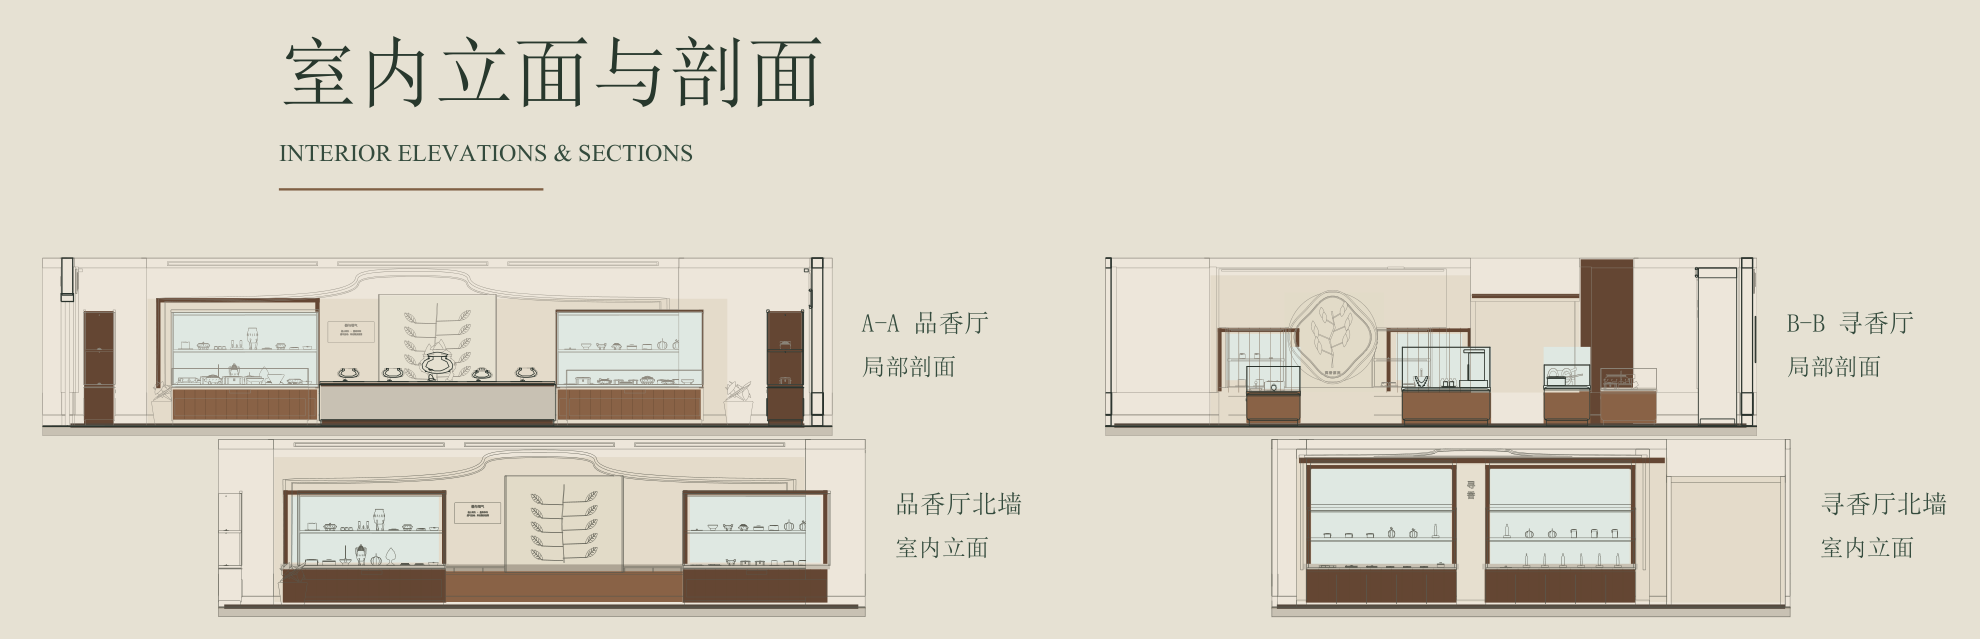 室内立面与剖面
INTERIOR ELEVATIONS & SECTIONS
A-A 品香厅
局部剖面
B-B 寻香厅
局部剖面
品香厅北墙
室内立面
寻香
寻香厅北墙
室内立面